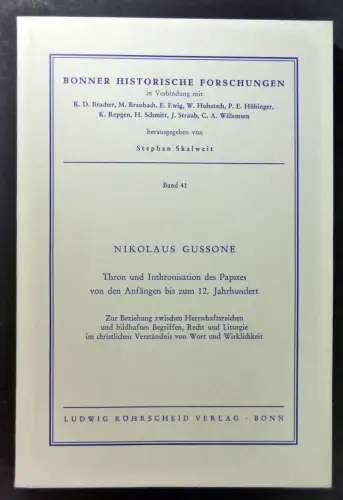 BONNER HISTORISCHE FORSCHUNGEN
in Verbindung mit
K. D. Bracher, M. Braubach, E. Ewig, W. Hubatsch, P. E. Hübinger,
K. Repgen, H. Schmitt, J. Straub, C. A. Willemsen
herausgegeben von
Stephan Skalweit
Band 41
NIKOLAUS GUSSONE
Thron und Inthronisation des Papstes
von den Anfängen bis zum 12. Jahrhundert
Zur Beziehung zwischen Herrschaftszeichen
und bildhaften Begriffen, Recht und Liturgie
im christlichen Verständnis von Wort und Wirklichkeit
LUDWIG RÖHRSCHEID VERLAG · BONN